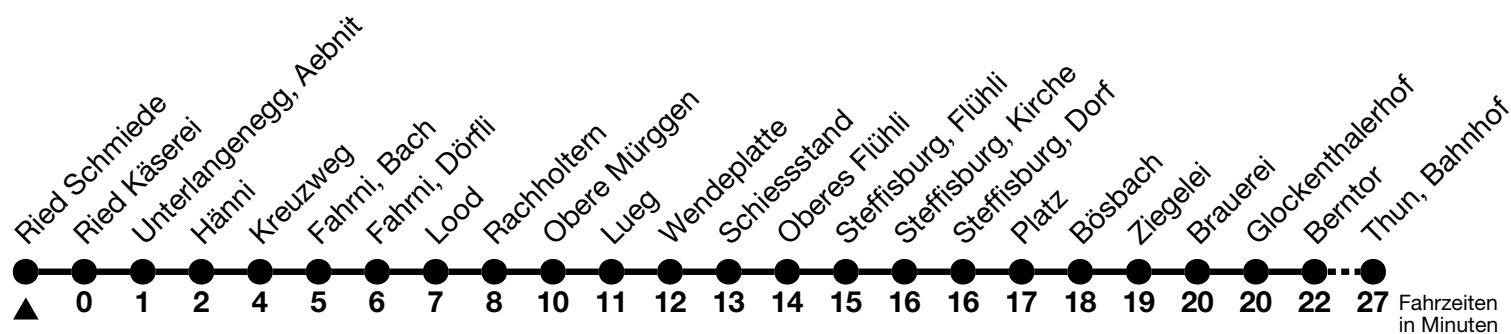 Ried Schmiede
Ried Käserei
Unterlangenegg, Aebnit
Hänni
Kreuzweg
Fahrni, Bach
Fahrni, Dörfli
Lood
Rachholtern
Obere Mürggen
Lueg
Wendeplatte
Schiessstand
Oberes Flühli
Steffisburg, Flühli
Steffisburg, Kirche
Steffisburg, Dorf
Platz
Bösbach
Ziegelei
Brauerei
Glockenthalerhof
Berntor
Thun, Bahnhof
0 1 2 4 5 6 7 8 10 11 12 13 14 15 16 16 17 18 19 20 20 22 27
Fahrzeiten
in Minuten